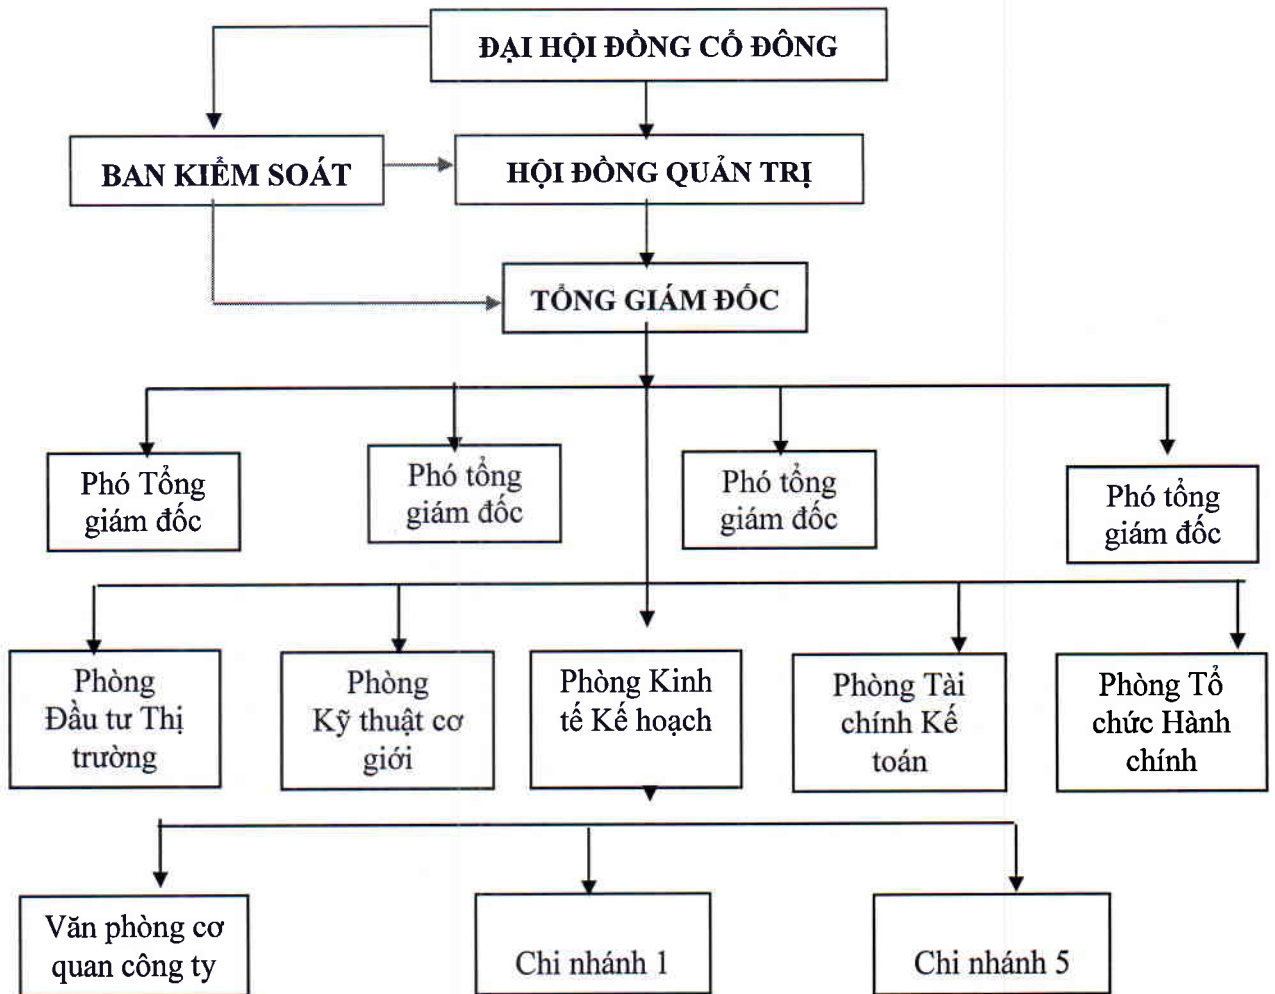 ĐẠI HỘI ĐỒNG CỔ ĐÔNG
BAN KIỂM SOÁT
HỘI ĐỒNG QUẢN TRỊ
TỔNG GIÁM ĐỐC
Phó Tổng
giám đốc
Phó tổng
giám đốc
Phó tổng
giám đốc
Phó tổng
giám đốc
Phòng
Đầu tư Thị
trường
Phòng
Kỹ thuật cơ
giới
Phòng Kinh
tế Kế hoạch
Phòng Tài
chính Kế
toán
Phòng Tổ
chức Hành
chính
Văn phòng cơ
quan công ty
Chi nhánh 1
Chi nhánh 5